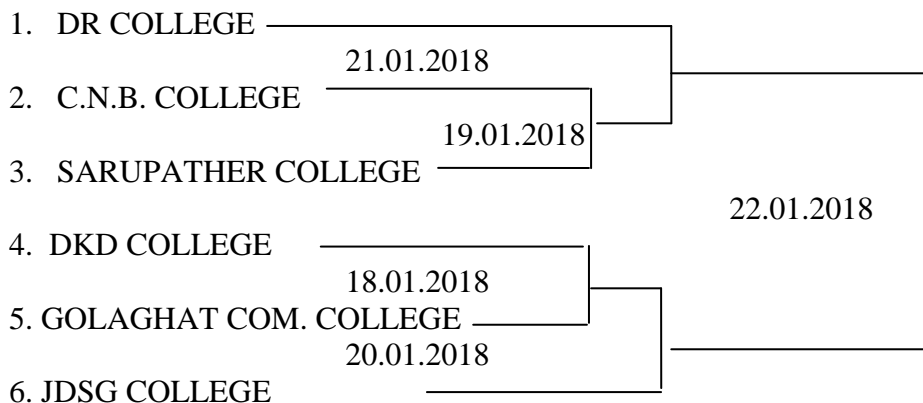 1. DR COLLEGE
21.01.2018
2. C.N.B. COLLEGE
19.01.2018
3. SARUPATHER COLLEGE
22.01.2018
4. DKD COLLEGE
18.01.2018
5. GOLAGHAT COM. COLLEGE
20.01.2018
6. JDSG COLLEGE